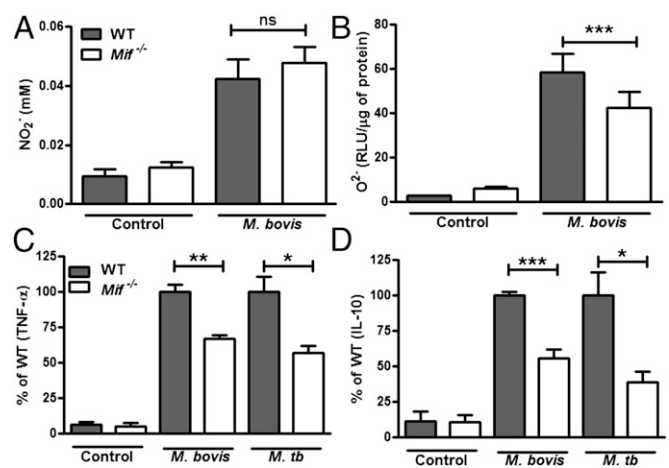 A
0.06
0.04
0.02
0.00
NO₂⁻ (mM)
WT
Mif⁻/⁻
ns
Control
M. bovis
B
80
60
40
20
0
O²⁻ (RLU/µg of protein)
***
Control
M. bovis
C
125
100
75
50
25
0
% of WT (TNF-α)
WT
Mif⁻/⁻
**
*
Control
M. bovis
M. tb
D
125
100
75
50
25
0
% of WT (IL-10)
***
*
Control
M. bovis
M. tb